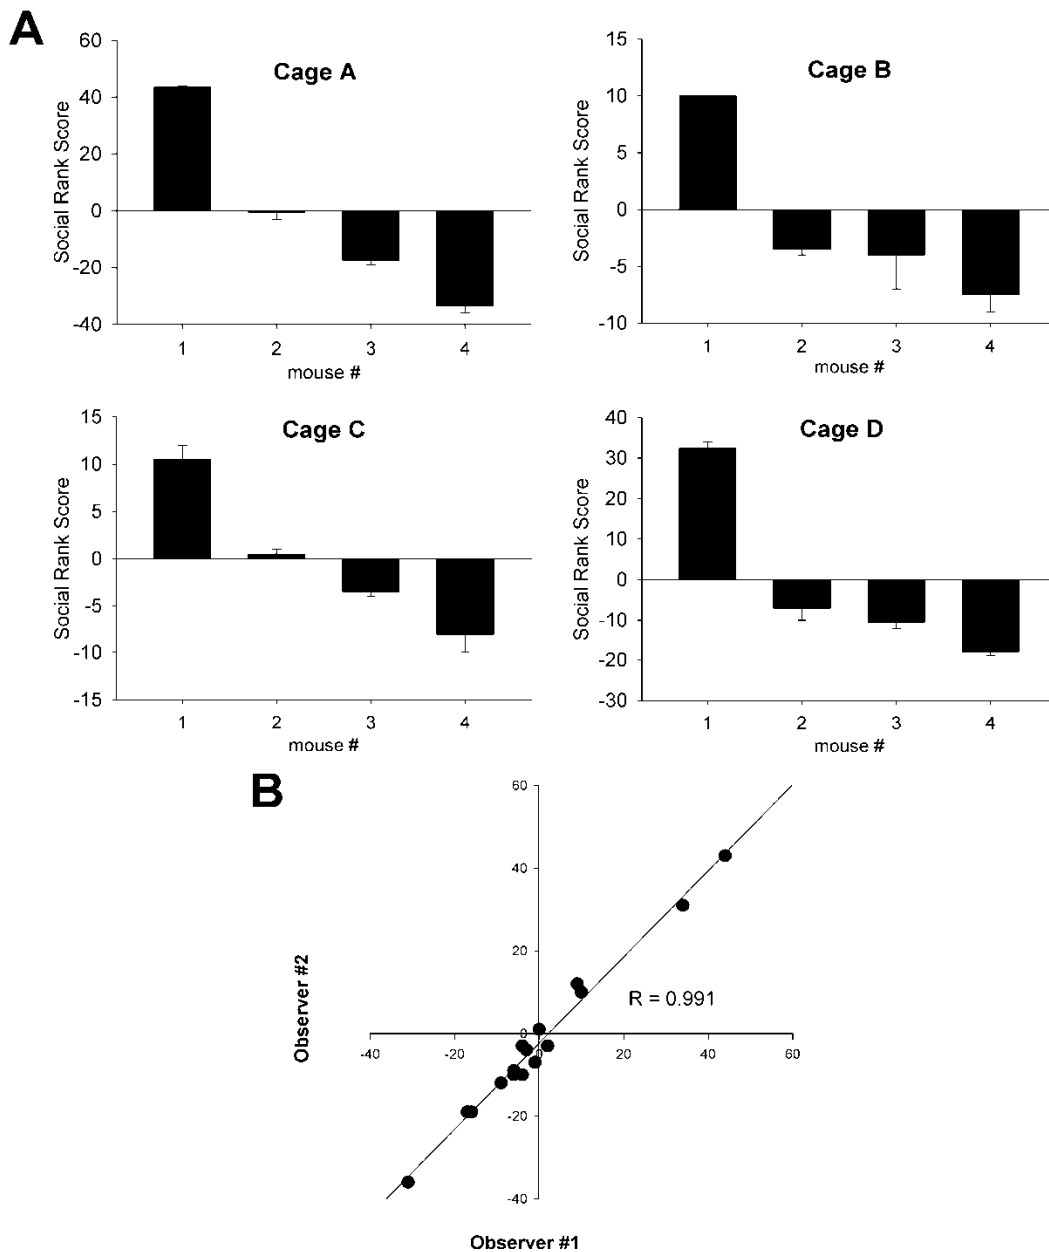 A
Cage A
Social Rank Score
60
40
20
0
-20
-40
1 2 3 4
mouse #
Cage B
Social Rank Score
15
10
5
0
-5
-10
1 2 3 4
mouse #
Cage C
Social Rank Score
15
10
5
0
-5
-10
-15
1 2 3 4
mouse #
Cage D
Social Rank Score
40
30
20
10
0
-10
-20
-30
1 2 3 4
mouse #
B
Observer #2
60
40
20
0
-20
-40
R = 0.991
-40 -20 0 20 40 60
Observer #1